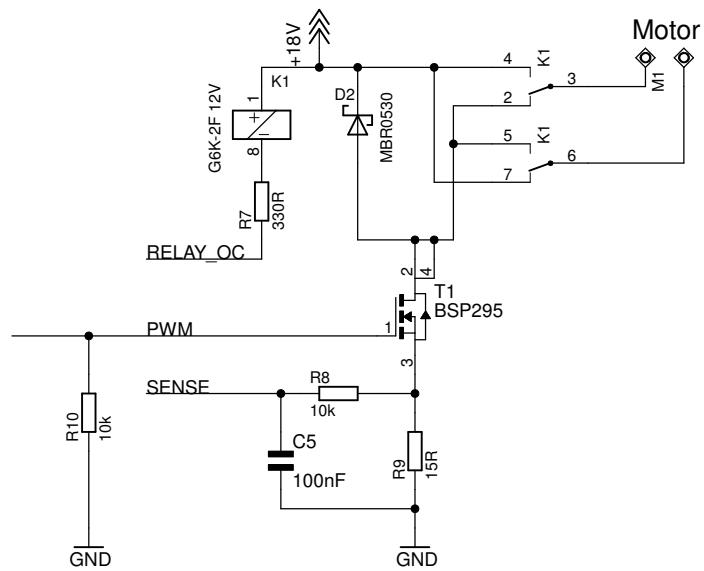 Motor
+18V
K1
G6K-2F 12V
1
+
−
8
R7
330R
RELAY_OC
D2
MBR0530
4
K1
3
2
M1
5
K1
6
7
2
4
T1
BSP295
1
PWM
3
SENSE
R8
10k
R10
10k
C5
100nF
R9
15R
GND
GND